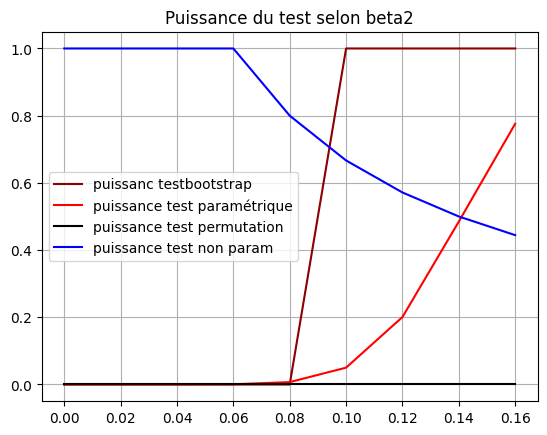 Puissance du test selon beta2
1.0
0.8
0.6
0.4
0.2
0.0
puissanc testbootstrap
puissance test paramétrique
puissance test permutation
puissance test non param
0.00 0.02 0.04 0.06 0.08 0.10 0.12 0.14 0.16